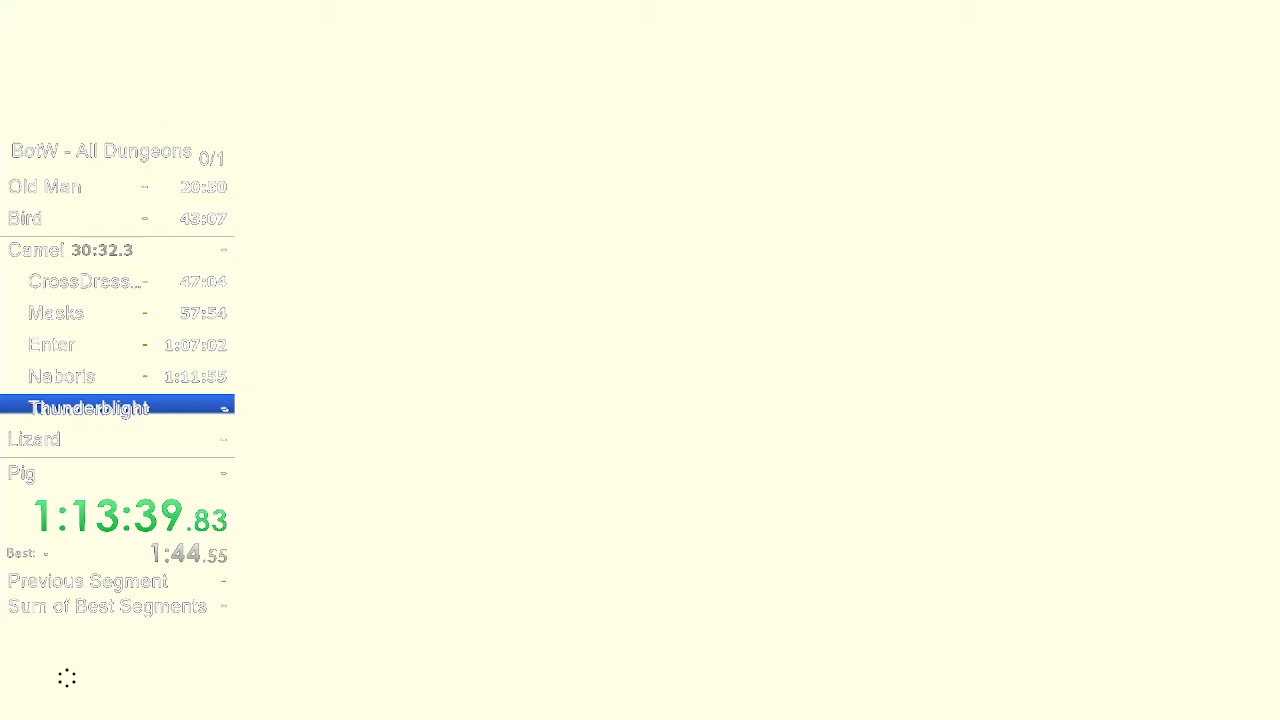 BotW - All Dungeons 0/1
Old Man - 20:50
Bird - 43:07
Camel 30:32.3 -
CrossDress... - 47:04
Masks - 57:54
Enter - 1:07:02
Naboris - 1:11:55
Thunderblight -
Lizard -
Pig -
1:13:39.83
Best: - 1:44.55
Previous Segment -
Sum of Best Segments -